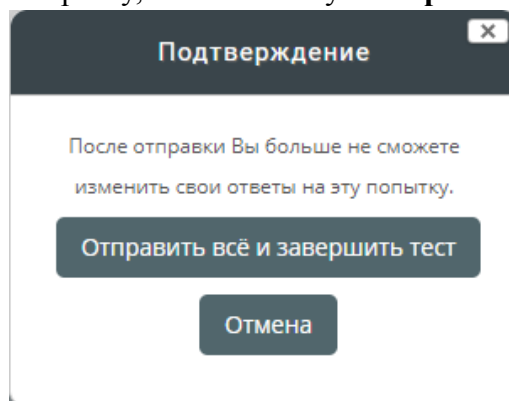 Подтверждение
После отправки Вы больше не сможете
изменить свои ответы на эту попытку.
Отправить всё и завершить тест
Отмена